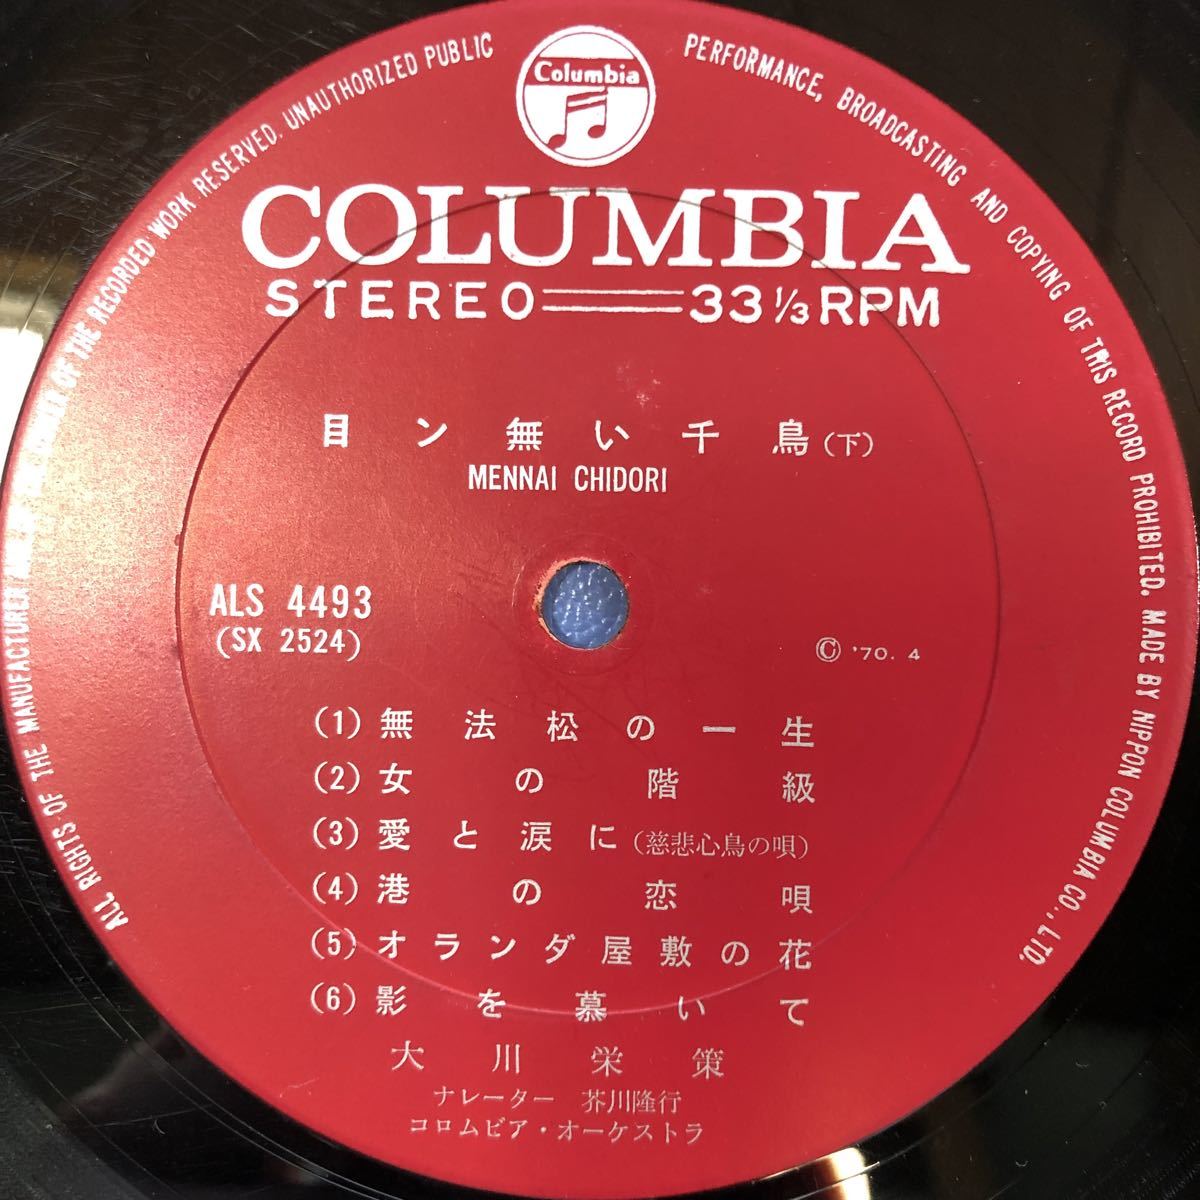 ALL RIGHTS OF THE MANUFACTURER OF THE RECORDED WORK RESERVED. UNAUTHORIZED PUBLIC PERFORMANCE, BROADCASTING AND COPYING OF THIS RECORD PROHIBITED. MADE BY NIPPON COLUMBIA CO., LTD.
Columbia
COLUMBIA
STEREO 33 1/3 RPM
目ン無い千鳥(下)
MENNAI CHIDORI
ALS 4493
(SX 2524)
© '70. 4
(1) 無法松の一生
(2) 女の階級
(3) 愛と涙に(慈悲心鳥の唄)
(4) 港の恋唄
(5) オランダ屋敷の花
(6) 影を慕いて
大川栄策
ナレーター 芥川隆行
コロムビア・オーケストラ